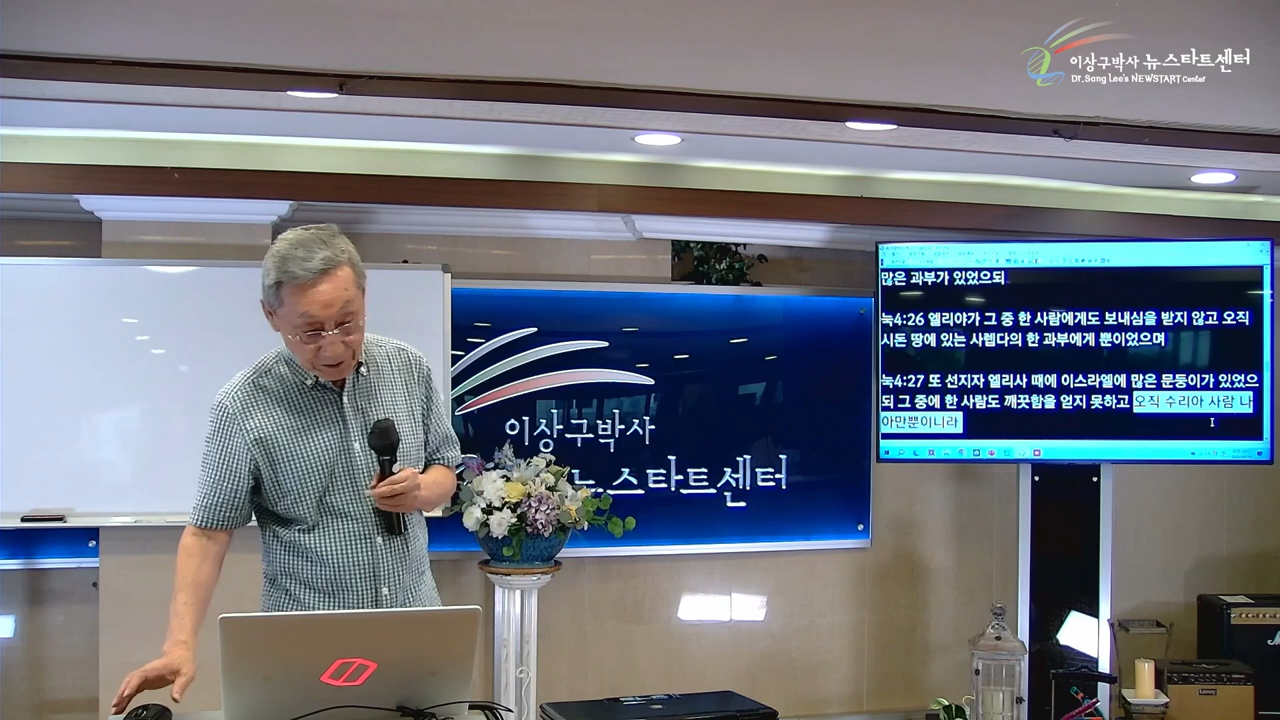 이상구박사 뉴스타트센터
Dr. Sang Lee's NEWSTART Center
많은 과부가 있었으되
눅4:26 엘리야가 그 중 한 사람에게도 보내심을 받지 않고 오직
시돈 땅에 있는 사렙다의 한 과부에게 뿐이었으며
눅4:27 또 선지자 엘리사 때에 이스라엘에 많은 문둥이가 있었으
되 그 중에 한 사람도 깨끗함을 얻지 못하고 오직 수리아 사람 나
아만뿐이니라
이상구박사
뉴스타트센터
Laney